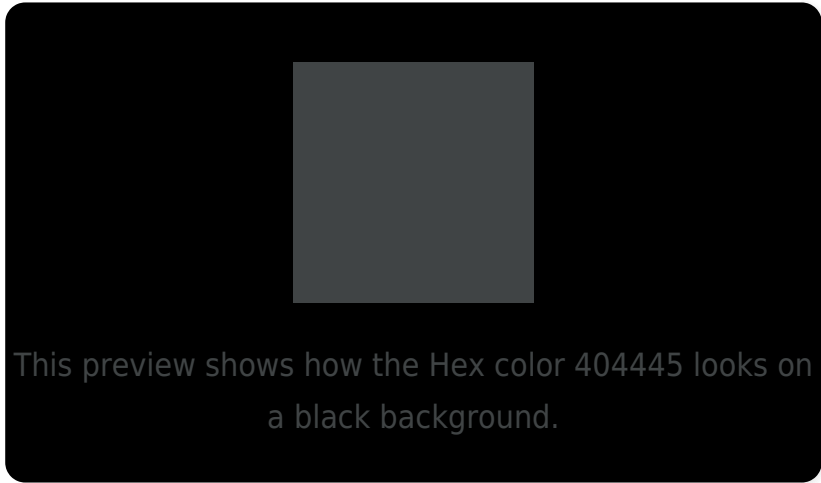 This preview shows how the Hex color 404445 looks on
a black background.